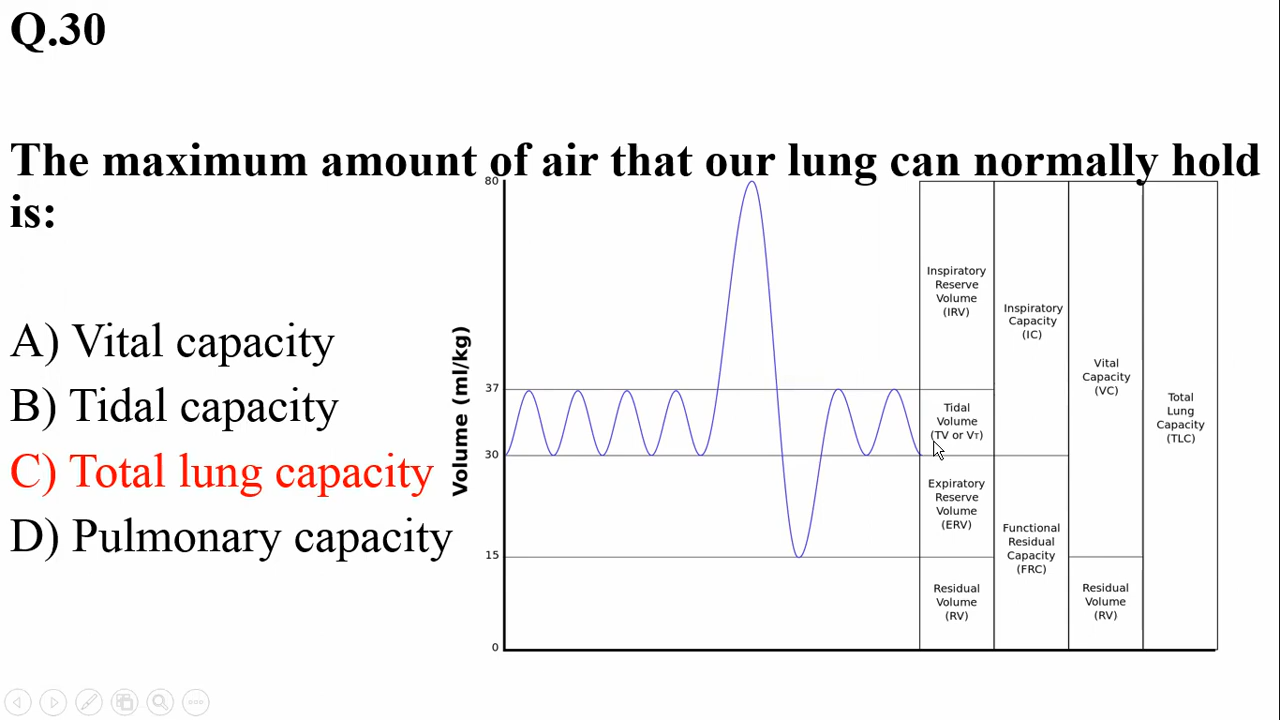 Q.30
The maximum amount of air that our lung can normally hold
is:
A) Vital capacity
B) Tidal capacity
C) Total lung capacity
D) Pulmonary capacity
Volume (ml/kg)
80
37
30
15
0
Inspiratory
Reserve
Volume
(IRV)
Tidal
Volume
(TV or VT)
Expiratory
Reserve
Volume
(ERV)
Residual
Volume
(RV)
Inspiratory
Capacity
(IC)
Functional
Residual
Capacity
(FRC)
Vital
Capacity
(VC)
Residual
Volume
(RV)
Total
Lung
Capacity
(TLC)